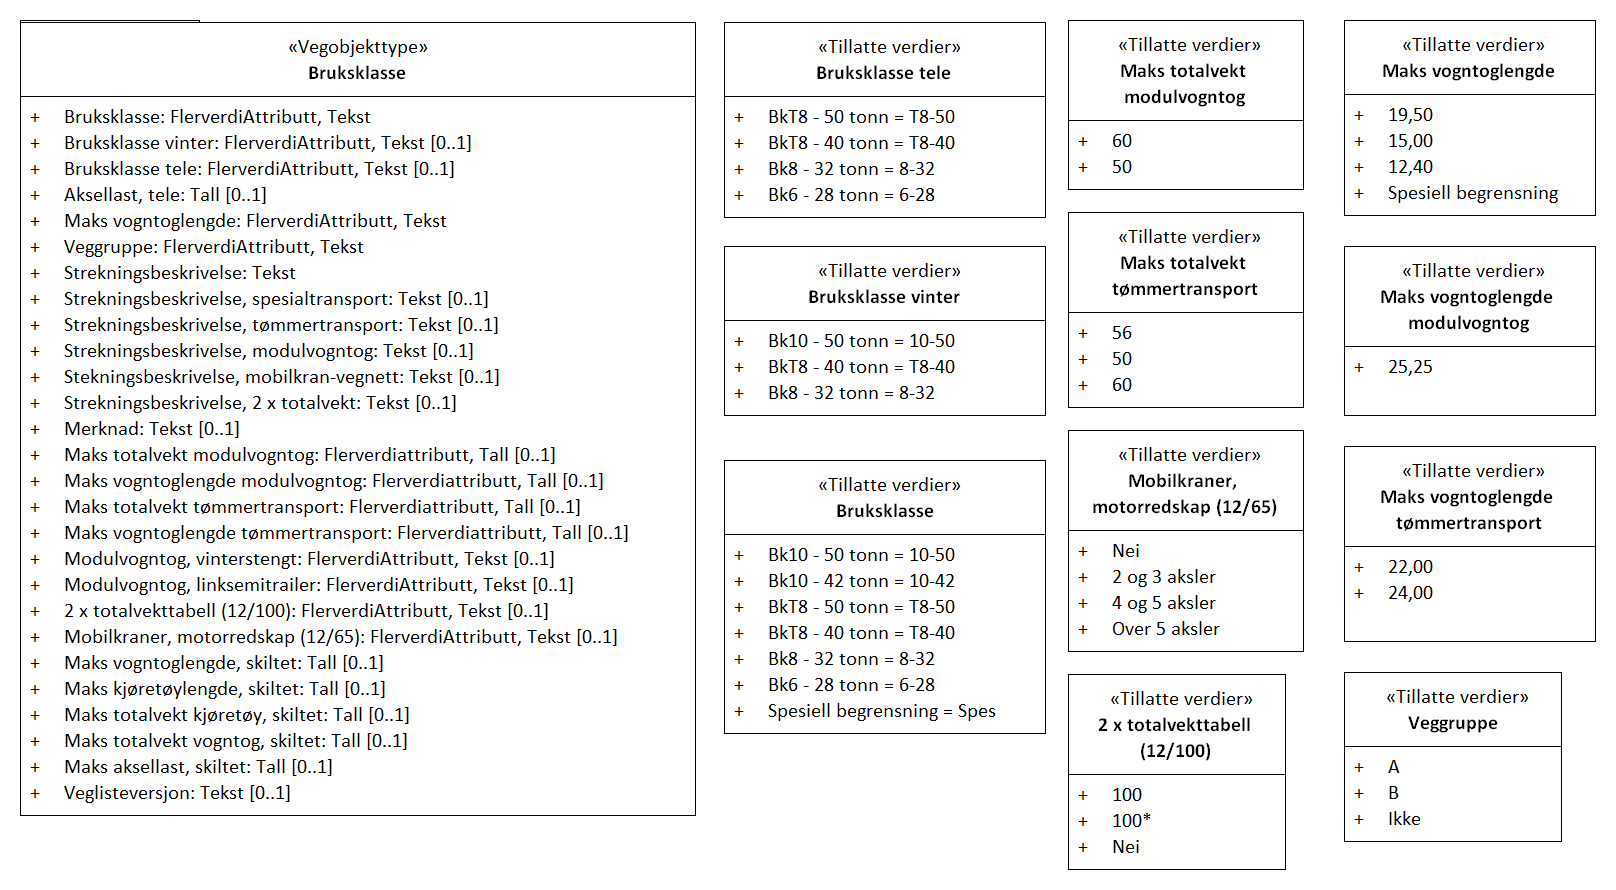 «Vegobjekttype»
Bruksklasse
+ Bruksklasse: FlerverdiAttributt, Tekst
+ Bruksklasse vinter: FlerverdiAttributt, Tekst [0..1]
+ Bruksklasse tele: FlerverdiAttributt, Tekst [0..1]
+ Aksellast, tele: Tall [0..1]
+ Maks vogntoglengde: FlerverdiAttributt, Tekst
+ Veggruppe: FlerverdiAttributt, Tekst
+ Strekningsbeskrivelse: Tekst
+ Strekningsbeskrivelse, spesialtransport: Tekst [0..1]
+ Strekningsbeskrivelse, tømmertransport: Tekst [0..1]
+ Strekningsbeskrivelse, modulvogntog: Tekst [0..1]
+ Stekningsbeskrivelse, mobilkran-vegnett: Tekst [0..1]
+ Strekningsbeskrivelse, 2 x totalvekt: Tekst [0..1]
+ Merknad: Tekst [0..1]
+ Maks totalvekt modulvogntog: Flerverdiattributt, Tall [0..1]
+ Maks vogntoglengde modulvogntog: Flerverdiattributt, Tall [0..1]
+ Maks totalvekt tømmertransport: Flerverdiattributt, Tall [0..1]
+ Maks vogntoglengde tømmertransport: Flerverdiattributt, Tall [0..1]
+ Modulvogntog, vinterstengt: FlerverdiAttributt, Tekst [0..1]
+ Modulvogntog, linksemitrailer: FlerverdiAttributt, Tekst [0..1]
+ 2 x totalvekttabell (12/100): FlerverdiAttributt, Tekst [0..1]
+ Mobilkraner, motorredskap (12/65): FlerverdiAttributt, Tekst [0..1]
+ Maks vogntoglengde, skiltet: Tall [0..1]
+ Maks kjøretøylengde, skiltet: Tall [0..1]
+ Maks totalvekt kjøretøy, skiltet: Tall [0..1]
+ Maks totalvekt vogntog, skiltet: Tall [0..1]
+ Maks aksellast, skiltet: Tall [0..1]
+ Veglisteversjon: Tekst [0..1]
«Tillatte verdier»
Bruksklasse tele
+ BkT8 - 50 tonn = T8-50
+ BkT8 - 40 tonn = T8-40
+ Bk8 - 32 tonn = 8-32
+ Bk6 - 28 tonn = 6-28
«Tillatte verdier»
Bruksklasse vinter
+ Bk10 - 50 tonn = 10-50
+ BkT8 - 40 tonn = T8-40
+ Bk8 - 32 tonn = 8-32
«Tillatte verdier»
Bruksklasse
+ Bk10 - 50 tonn = 10-50
+ Bk10 - 42 tonn = 10-42
+ BkT8 - 50 tonn = T8-50
+ BkT8 - 40 tonn = T8-40
+ Bk8 - 32 tonn = 8-32
+ Bk6 - 28 tonn = 6-28
+ Spesiell begrensning = Spes
«Tillatte verdier»
Maks totalvekt
modulvogntog
+ 60
+ 50
«Tillatte verdier»
Maks totalvekt
tømmertransport
+ 56
+ 50
+ 60
«Tillatte verdier»
Mobilkraner,
motorredskap (12/65)
+ Nei
+ 2 og 3 aksler
+ 4 og 5 aksler
+ Over 5 aksler
«Tillatte verdier»
2 x totalvekttabell
(12/100)
+ 100
+ 100*
+ Nei
«Tillatte verdier»
Maks vogntoglengde
+ 19,50
+ 15,00
+ 12,40
+ Spesiell begrensning
«Tillatte verdier»
Maks vogntoglengde
modulvogntog
+ 25,25
«Tillatte verdier»
Maks vogntoglengde
tømmertransport
+ 22,00
+ 24,00
«Tillatte verdier»
Veggruppe
+ A
+ B
+ Ikke